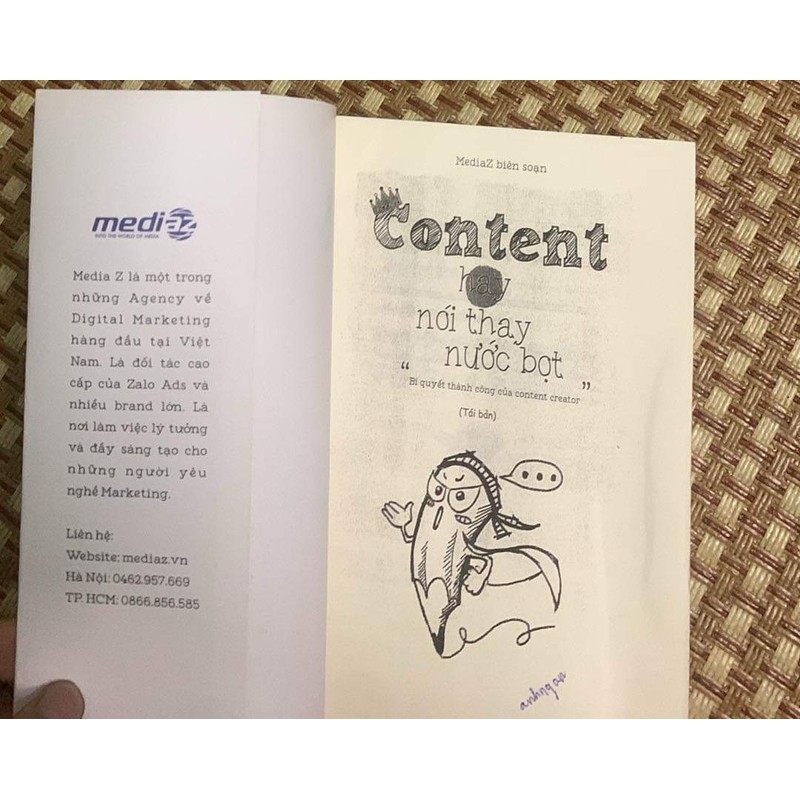 mediaz
INTO THE WORLD OF MEDIA
Media Z là một trong
những Agency về
Digital Marketing
hàng đầu tại Việt
Nam. Là đối tác cao
cấp của Zalo Ads và
nhiều brand lớn. Là
nơi làm việc lý tưởng
và đầy sáng tạo cho
những người yêu
nghề Marketing.
Liên hệ:
Website: mediaz.vn
Hà Nội: 0462.957.669
TP. HCM: 0866.856.585
MediaZ biên soạn
Content
hay
nói thay
nước bọt
“ Bí quyết thành công của content creator ”
(Tái bản)
anhngan